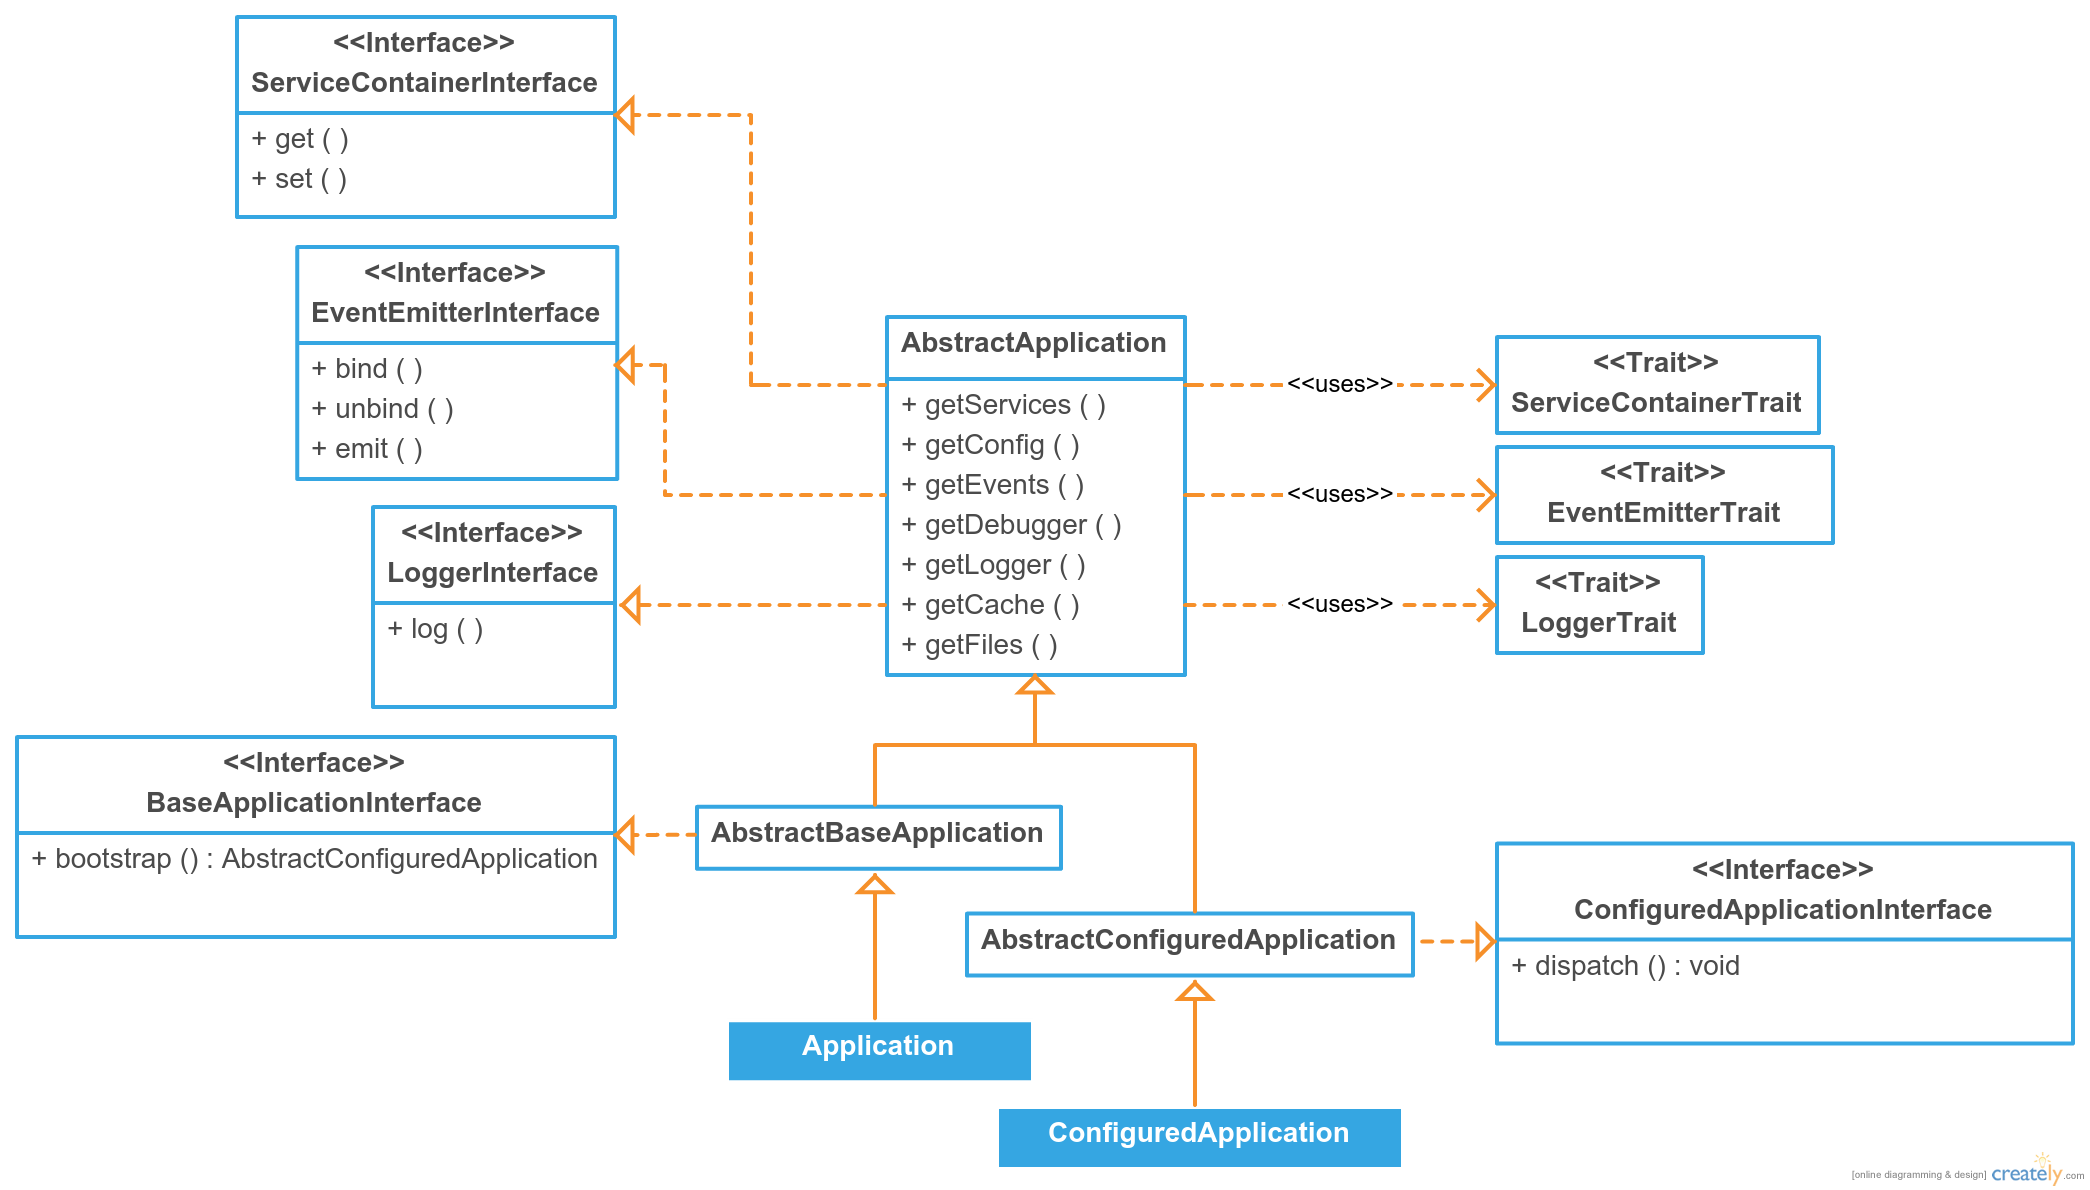 <<Interface>>
ServiceContainerInterface
+ get ( )
+ set ( )
<<Interface>>
EventEmitterInterface
+ bind ( )
+ unbind ( )
+ emit ( )
<<Interface>>
LoggerInterface
+ log ( )
<<Interface>>
BaseApplicationInterface
+ bootstrap () : AbstractConfiguredApplication
AbstractApplication
+ getServices ( )
+ getConfig ( )
+ getEvents ( )
+ getDebugger ( )
+ getLogger ( )
+ getCache ( )
+ getFiles ( )
<<uses>>
<<uses>>
<<uses>>
<<Trait>>
ServiceContainerTrait
<<Trait>>
EventEmitterTrait
<<Trait>>
LoggerTrait
AbstractBaseApplication
AbstractConfiguredApplication
<<Interface>>
ConfiguredApplicationInterface
+ dispatch () : void
Application
ConfiguredApplication
[online diagramming & design] creately.com